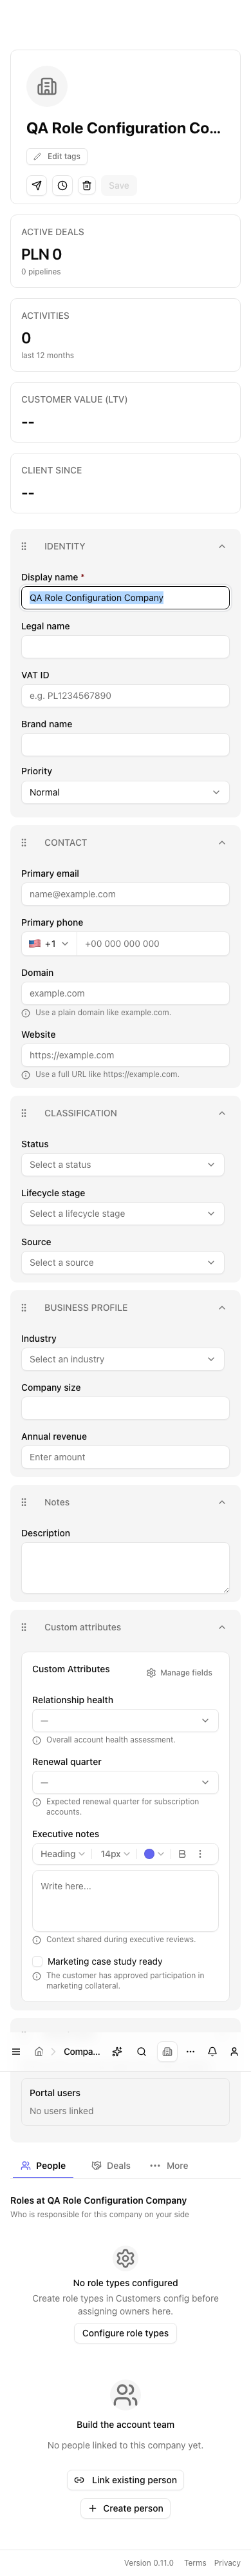 QA Role Configuration Co...
Edit tags
Save
ACTIVE DEALS
PLN 0
0 pipelines
ACTIVITIES
0
last 12 months
CUSTOMER VALUE (LTV)
--
CLIENT SINCE
--
IDENTITY
Display name *
QA Role Configuration Company
Legal name
VAT ID
e.g. PL1234567890
Brand name
Priority
Normal
CONTACT
Primary email
name@example.com
Primary phone
+1 +00 000 000 000
Domain
example.com
Use a plain domain like example.com.
Website
https://example.com
Use a full URL like https://example.com.
CLASSIFICATION
Status
Select a status
Lifecycle stage
Select a lifecycle stage
Source
Select a source
BUSINESS PROFILE
Industry
Select an industry
Company size
Annual revenue
Enter amount
Notes
Description
Custom attributes
Custom Attributes
Manage fields
Relationship health
—
Overall account health assessment.
Renewal quarter
—
Expected renewal quarter for subscription
accounts.
Executive notes
Heading 14px B
Write here...
Context shared during executive reviews.
Marketing case study ready
The customer has approved participation in
marketing collateral.
Compa...
Portal users
No users linked
People Deals More
Roles at QA Role Configuration Company
Who is responsible for this company on your side
No role types configured
Create role types in Customers config before
assigning owners here.
Configure role types
Build the account team
No people linked to this company yet.
Link existing person
Create person
Version 0.11.0 Terms Privacy